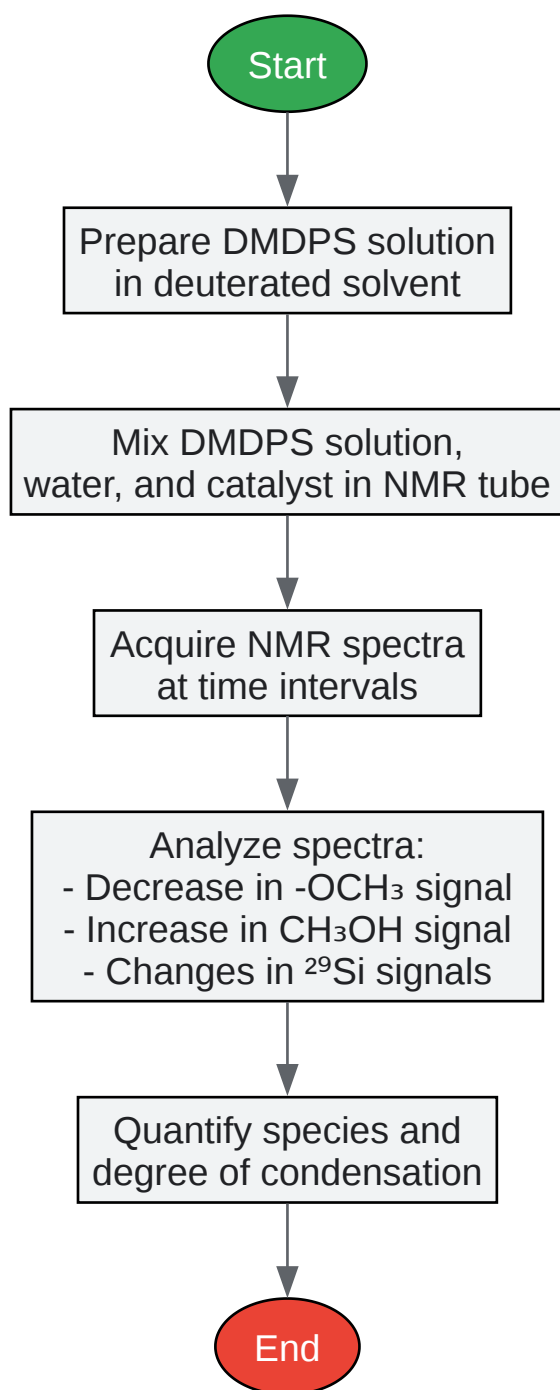 Start
Prepare DMDPS solution
in deuterated solvent
Mix DMDPS solution,
water, and catalyst in NMR tube
Acquire NMR spectra
at time intervals
Analyze spectra:
- Decrease in -OCH₃ signal
- Increase in CH₃OH signal
- Changes in ²⁹Si signals
Quantify species and
degree of condensation
End